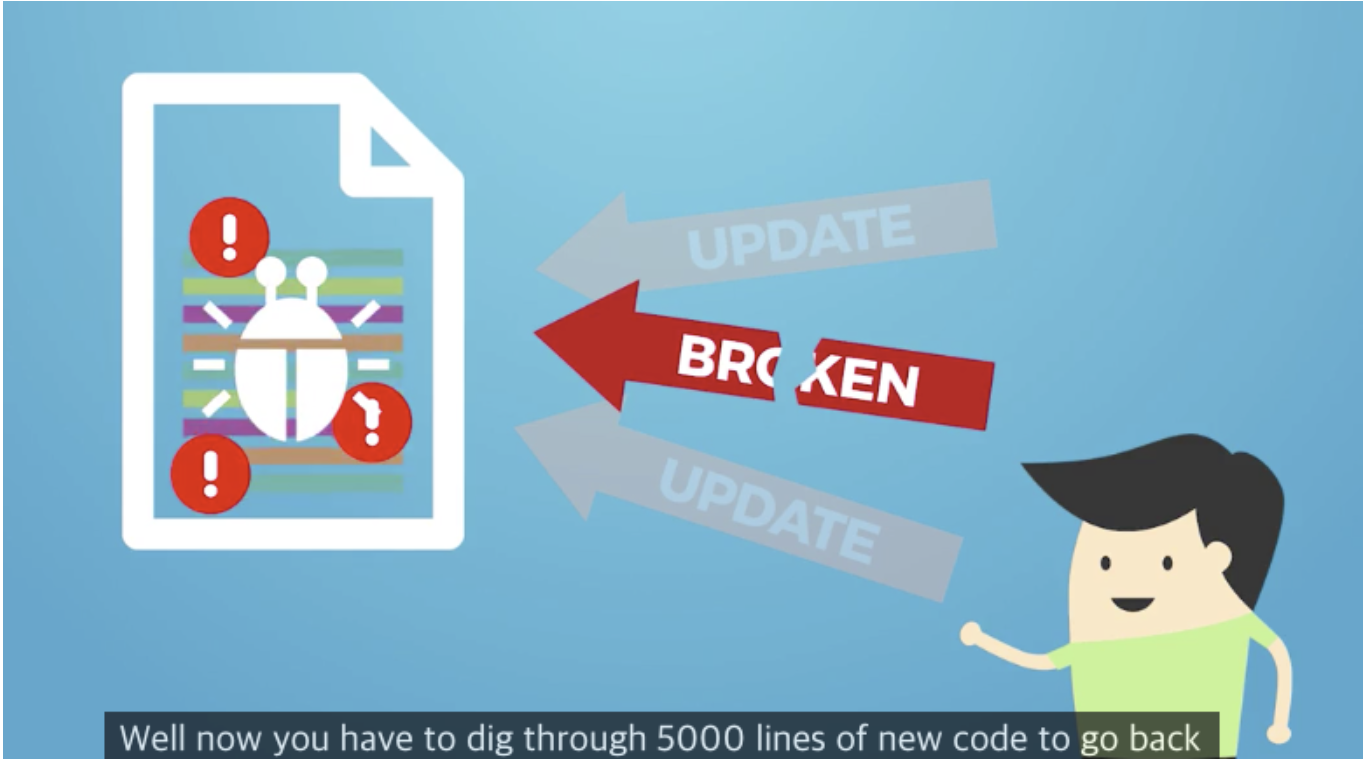 UPDATE
BROKEN
UPDATE
Well now you have to dig through 5000 lines of new code to go back